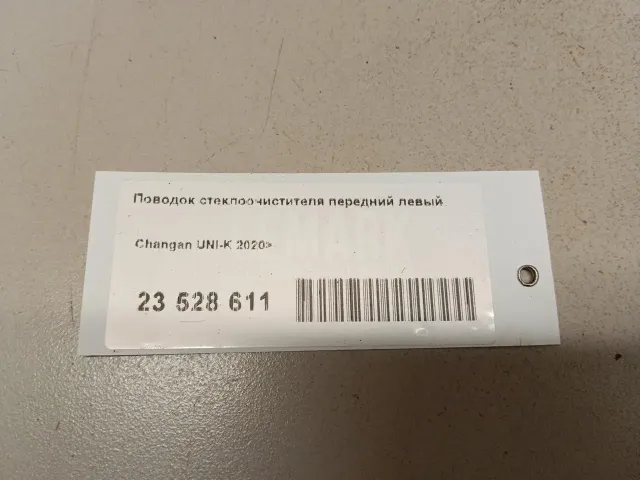 Поводок стеклоочистителя передний левый
Changan UNI-K 2020>
23 528 611